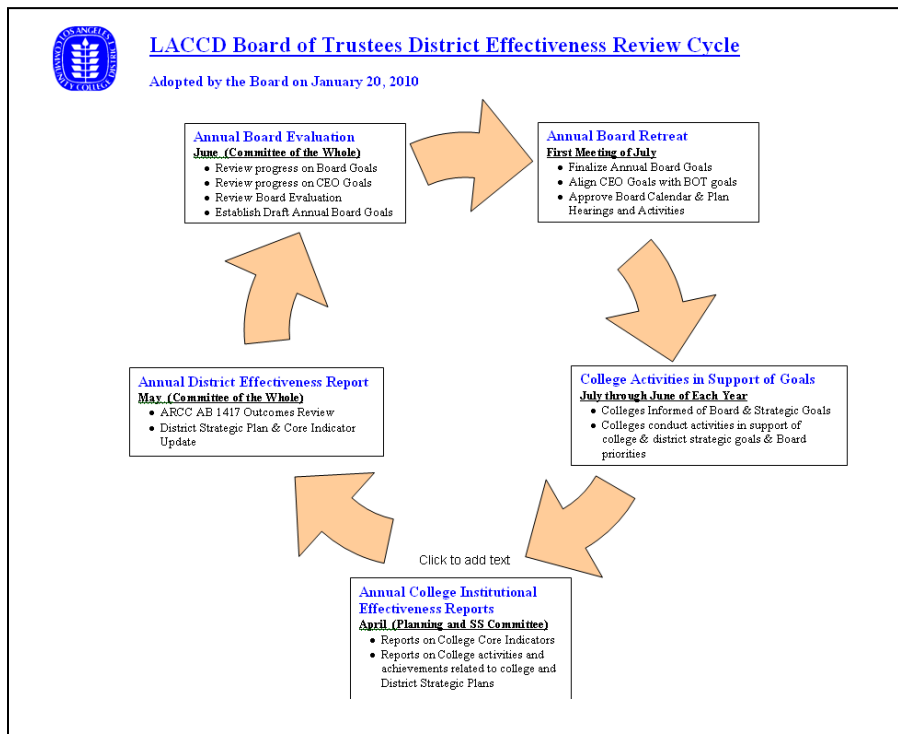 LOS ANGELES
COMMUNITY COLLEGE DISTRICT
LACCD Board of Trustees District Effectiveness Review Cycle
Adopted by the Board on January 20, 2010
Annual Board Evaluation
June (Committee of the Whole)
• Review progress on Board Goals
• Review progress on CEO Goals
• Review Board Evaluation
• Establish Draft Annual Board Goals
Annual Board Retreat
First Meeting of July
• Finalize Annual Board Goals
• Align CEO Goals with BOT goals
• Approve Board Calendar & Plan
Hearings and Activities
College Activities in Support of Goals
July through June of Each Year
• Colleges Informed of Board & Strategic Goals
• Colleges conduct activities in support of
college & district strategic goals & Board
priorities
Click to add text
Annual College Institutional
Effectiveness Reports
April (Planning and SS Committee)
• Reports on College Core Indicators
• Reports on College activities and
achievements related to college and
District Strategic Plans
Annual District Effectiveness Report
May (Committee of the Whole)
• ARCC AB 1417 Outcomes Review
• District Strategic Plan & Core Indicator
Update